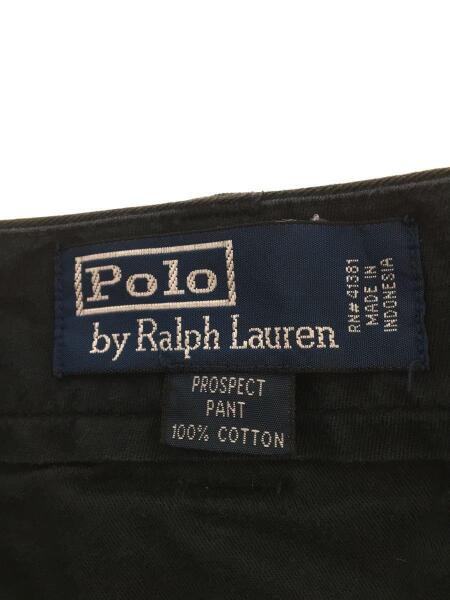 Polo
by Ralph Lauren
RN# 41381
MADE IN
INDONESIA
PROSPECT
PANT
100% COTTON